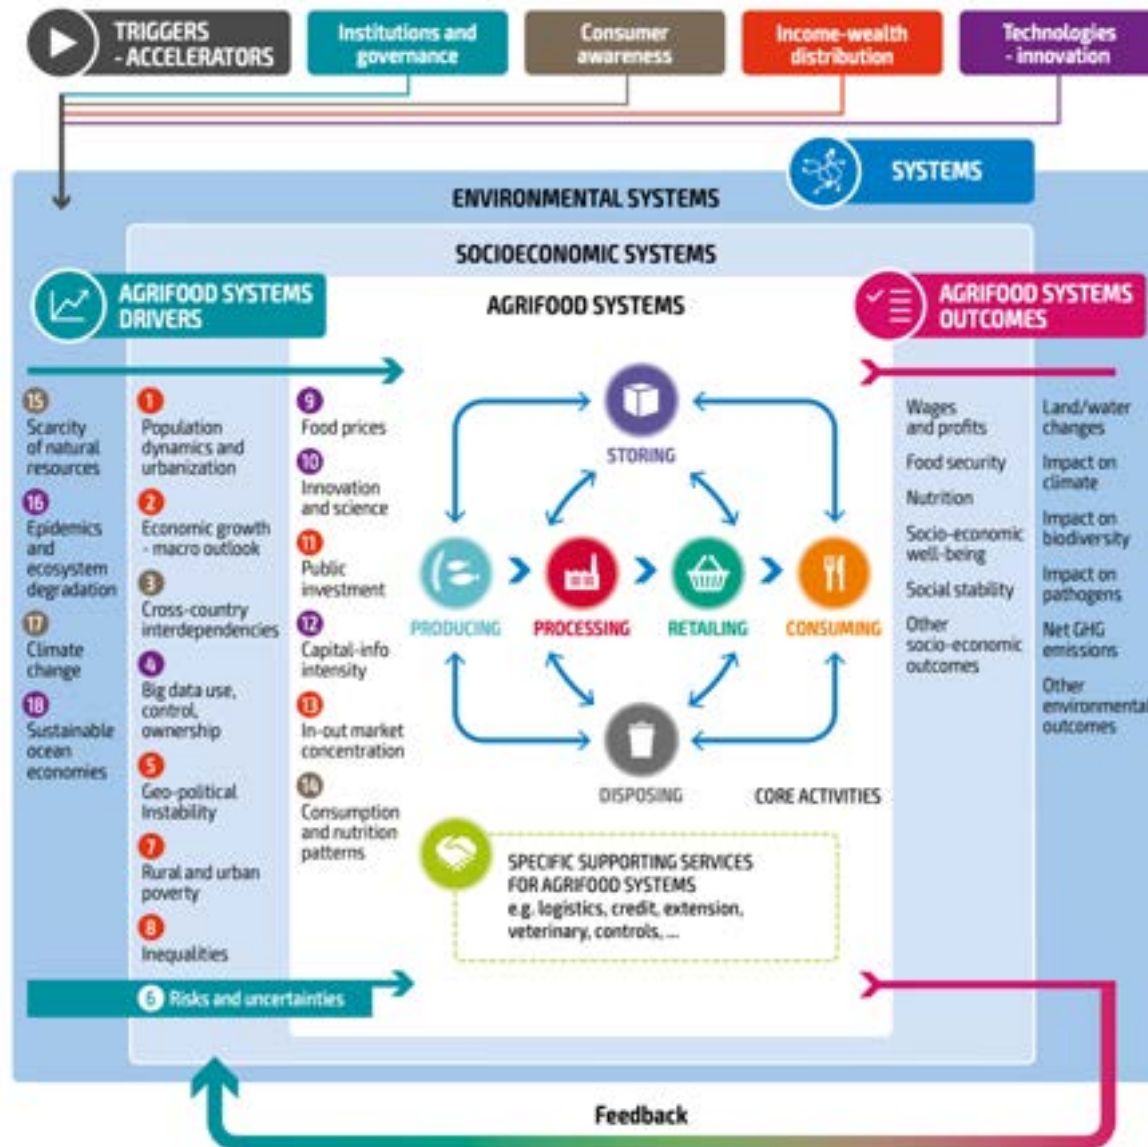 TRIGGERS
- ACCELERATORS
Institutions and
governance
Consumer
awareness
Income-wealth
distribution
Technologies
- innovation
SYSTEMS
ENVIRONMENTAL SYSTEMS
SOCIOECONOMIC SYSTEMS
AGRIFOOD SYSTEMS
AGRIFOOD SYSTEMS
DRIVERS
AGRIFOOD SYSTEMS
OUTCOMES
15
Scarcity
of natural
resources
16
Epidemics
and
ecosystem
degradation
17
Climate
change
18
Sustainable
ocean
economies
1
Population
dynamics and
urbanization
2
Economic growth
- macro outlook
3
Cross-country
interdependencies
4
Big data use,
control,
ownership
5
Geo-political
Instability
7
Rural and urban
poverty
8
Inequalities
6 Risks and uncertainties
9
Food prices
10
Innovation
and science
11
Public
investment
12
Capital-info
intensity
13
In-out market
concentration
14
Consumption
and nutrition
patterns
STORING
PRODUCING
PROCESSING
RETAILING
CONSUMING
DISPOSING
CORE ACTIVITIES
SPECIFIC SUPPORTING SERVICES
FOR AGRIFOOD SYSTEMS
e.g. logistics, credit, extension,
veterinary, controls, ...
Wages
and profits
Food security
Nutrition
Socio-economic
well-being
Social stability
Other
socio-economic
outcomes
Land/water
changes
Impact on
climate
Impact on
biodiversity
Impact on
pathogens
Net GHG
emissions
Other
environmental
outcomes
Feedback